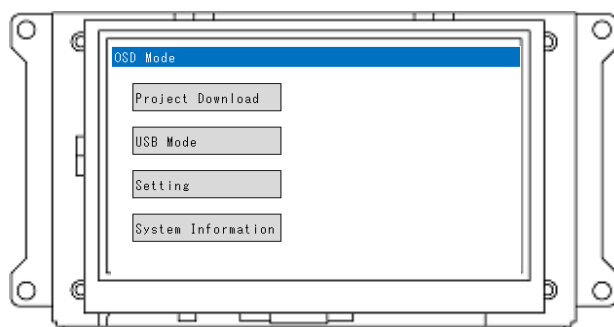 OSD Mode
Project Download
USB Mode
Setting
System Information